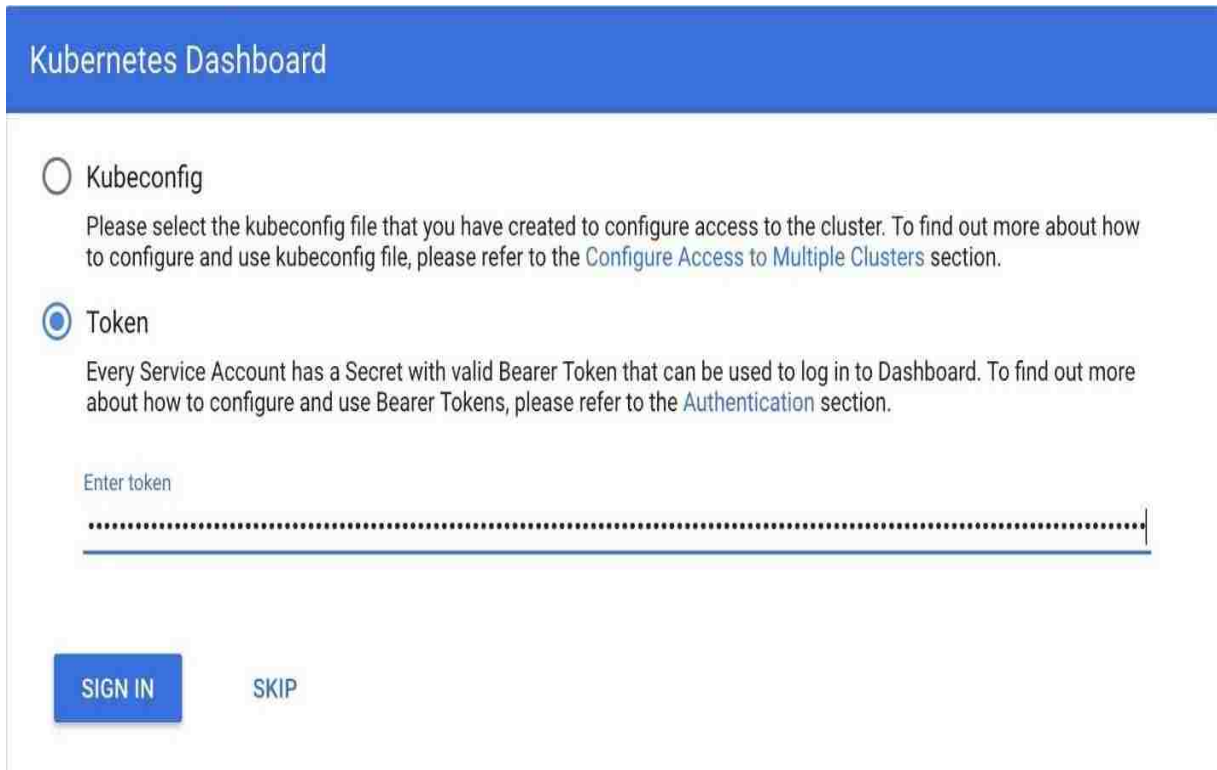 Kubernetes Dashboard
Kubeconfig
Please select the kubeconfig file that you have created to configure access to the cluster. To find out more about how
to configure and use kubeconfig file, please refer to the Configure Access to Multiple Clusters section.
Token
Every Service Account has a Secret with valid Bearer Token that can be used to log in to Dashboard. To find out more
about how to configure and use Bearer Tokens, please refer to the Authentication section.
Enter token
SIGN IN SKIP